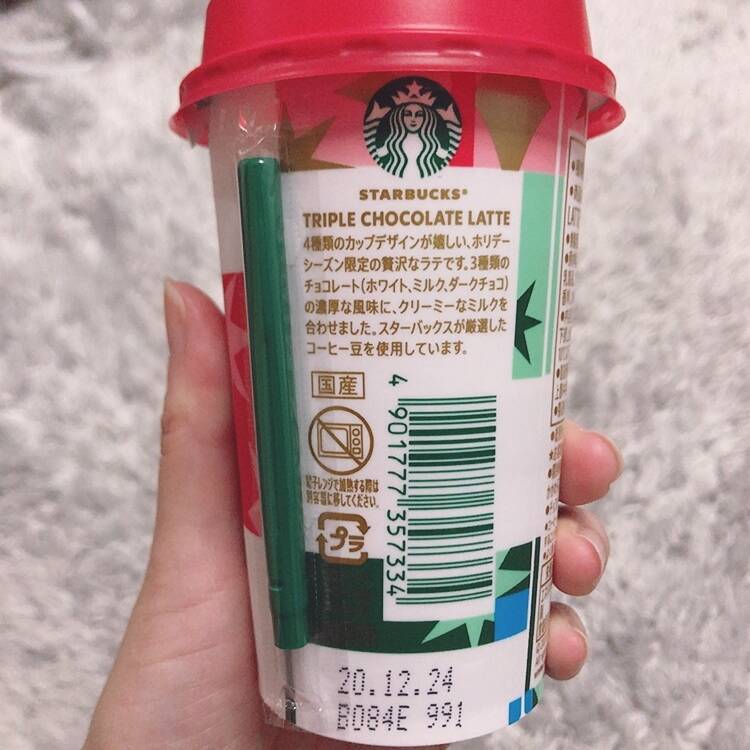 STARBUCKS®
TRIPLE CHOCOLATE LATTE
4種類のカップデザインが嬉しい、ホリデー
シーズン限定の贅沢なラテです。3種類の
チョコレート(ホワイト、ミルク、ダークチョコ)
の濃厚な風味に、クリーミーなミルクを
合わせました。スターバックスが厳選した
コーヒー豆を使用しています。
国産
電子レンジで加熱する際は
別容器に移してください。
プラ
4 901777 357334
20.12.24
B084E 991